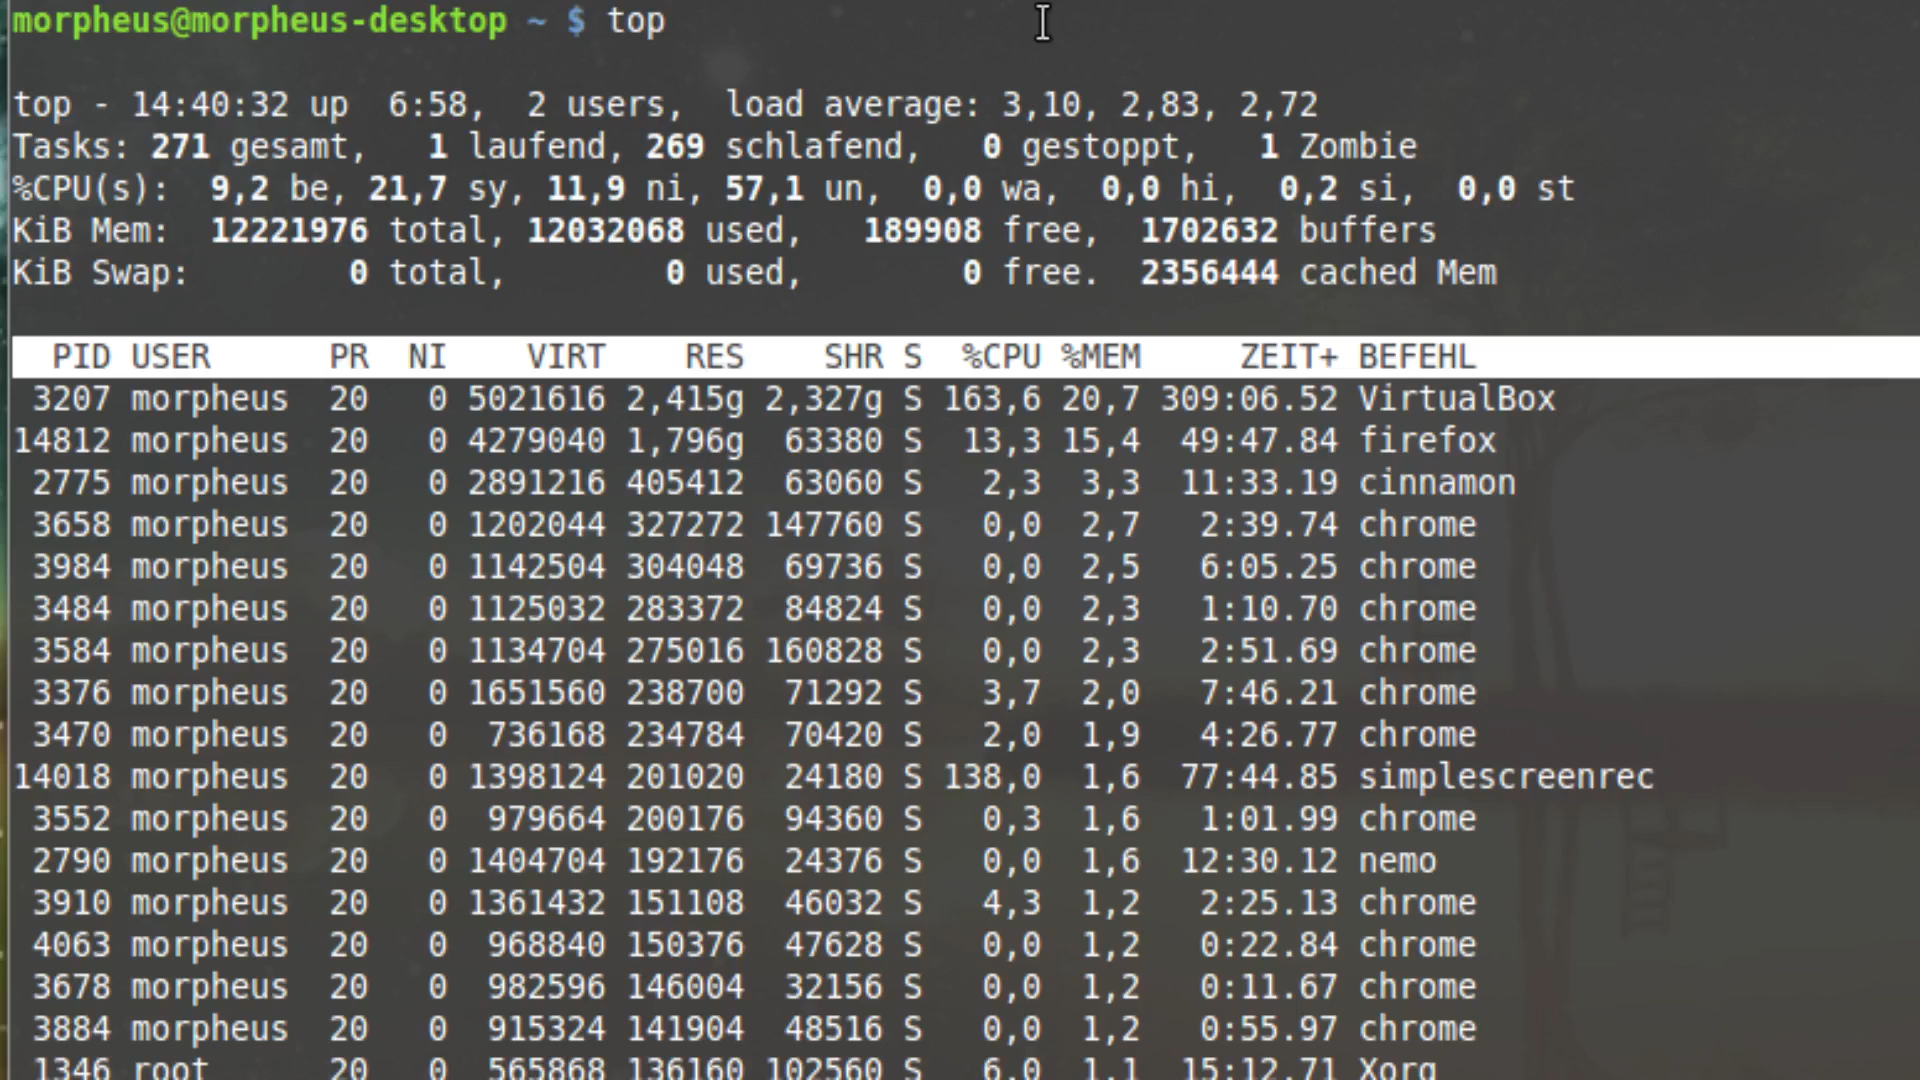 morpheus@morpheus-desktop ~ $ top
top - 14:40:32 up  6:58,  2 users,  load average: 3,10, 2,83, 2,72
Tasks: 271 gesamt,   1 laufend, 269 schlafend,   0 gestoppt,   1 Zombie
%CPU(s):  9,2 be, 21,7 sy, 11,9 ni, 57,1 un,  0,0 wa,  0,0 hi,  0,2 si,  0,0 st
KiB Mem:  12221976 total, 12032068 used,   189908 free,  1702632 buffers
KiB Swap:        0 total,        0 used,        0 free.  2356444 cached Mem
  PID USER      PR  NI    VIRT    RES    SHR S  %CPU %MEM     ZEIT+ BEFEHL
 3207 morpheus  20   0 5021616 2,415g 2,327g S 163,6 20,7 309:06.52 VirtualBox
14812 morpheus  20   0 4279040 1,796g  63380 S  13,3 15,4  49:47.84 firefox
 2775 morpheus  20   0 2891216 405412  63060 S   2,3  3,3  11:33.19 cinnamon
 3658 morpheus  20   0 1202044 327272 147760 S   0,0  2,7   2:39.74 chrome
 3984 morpheus  20   0 1142504 304048  69736 S   0,0  2,5   6:05.25 chrome
 3484 morpheus  20   0 1125032 283372  84824 S   0,0  2,3   1:10.70 chrome
 3584 morpheus  20   0 1134704 275016 160828 S   0,0  2,3   2:51.69 chrome
 3376 morpheus  20   0 1651560 238700  71292 S   3,7  2,0   7:46.21 chrome
 3470 morpheus  20   0  736168 234784  70420 S   2,0  1,9   4:26.77 chrome
14018 morpheus  20   0 1398124 201020  24180 S 138,0  1,6  77:44.85 simplescreenrec
 3552 morpheus  20   0  979664 200176  94360 S   0,3  1,6   1:01.99 chrome
 2790 morpheus  20   0 1404704 192176  24376 S   0,0  1,6  12:30.12 nemo
 3910 morpheus  20   0 1361432 151108  46032 S   4,3  1,2   2:25.13 chrome
 4063 morpheus  20   0  968840 150376  47628 S   0,0  1,2   0:22.84 chrome
 3678 morpheus  20   0  982596 146004  32156 S   0,0  1,2   0:11.67 chrome
 3884 morpheus  20   0  915324 141904  48516 S   0,0  1,2   0:55.97 chrome
 1346 root      20   0  565868 136160 102560 S   6,0  1,1  15:12.71 Xorg